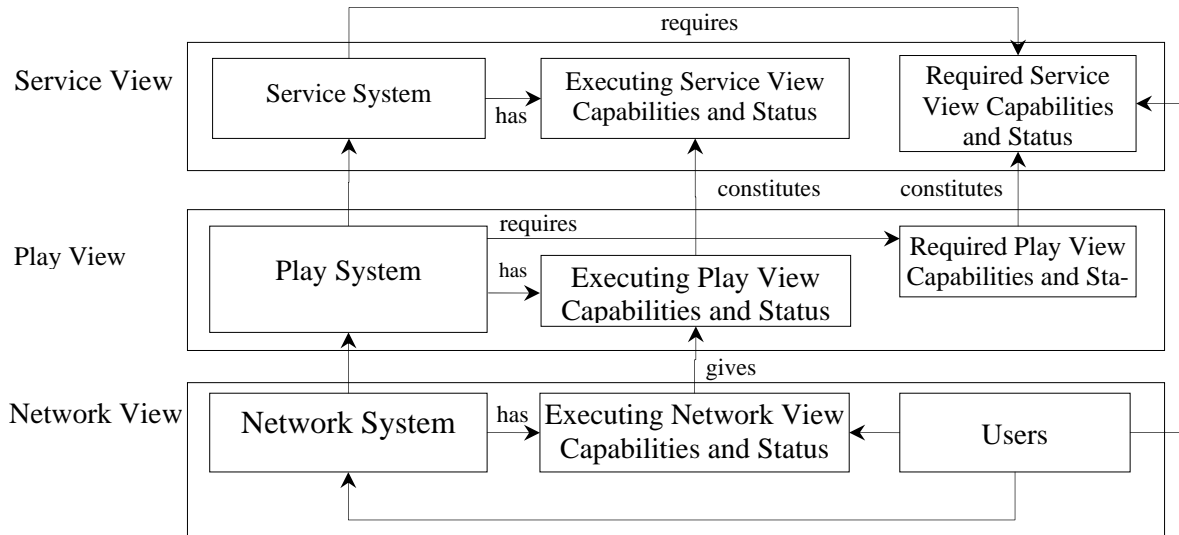 requires
Service View
Service System
has
Executing Service View
Capabilities and Status
Required Service
View Capabilities
and Status
constitutes
constitutes
Play View
Play System
requires
has
Executing Play View
Capabilities and Status
Required Play View
Capabilities and Sta-
gives
Network View
Network System
has
Executing Network View
Capabilities and Status
Users